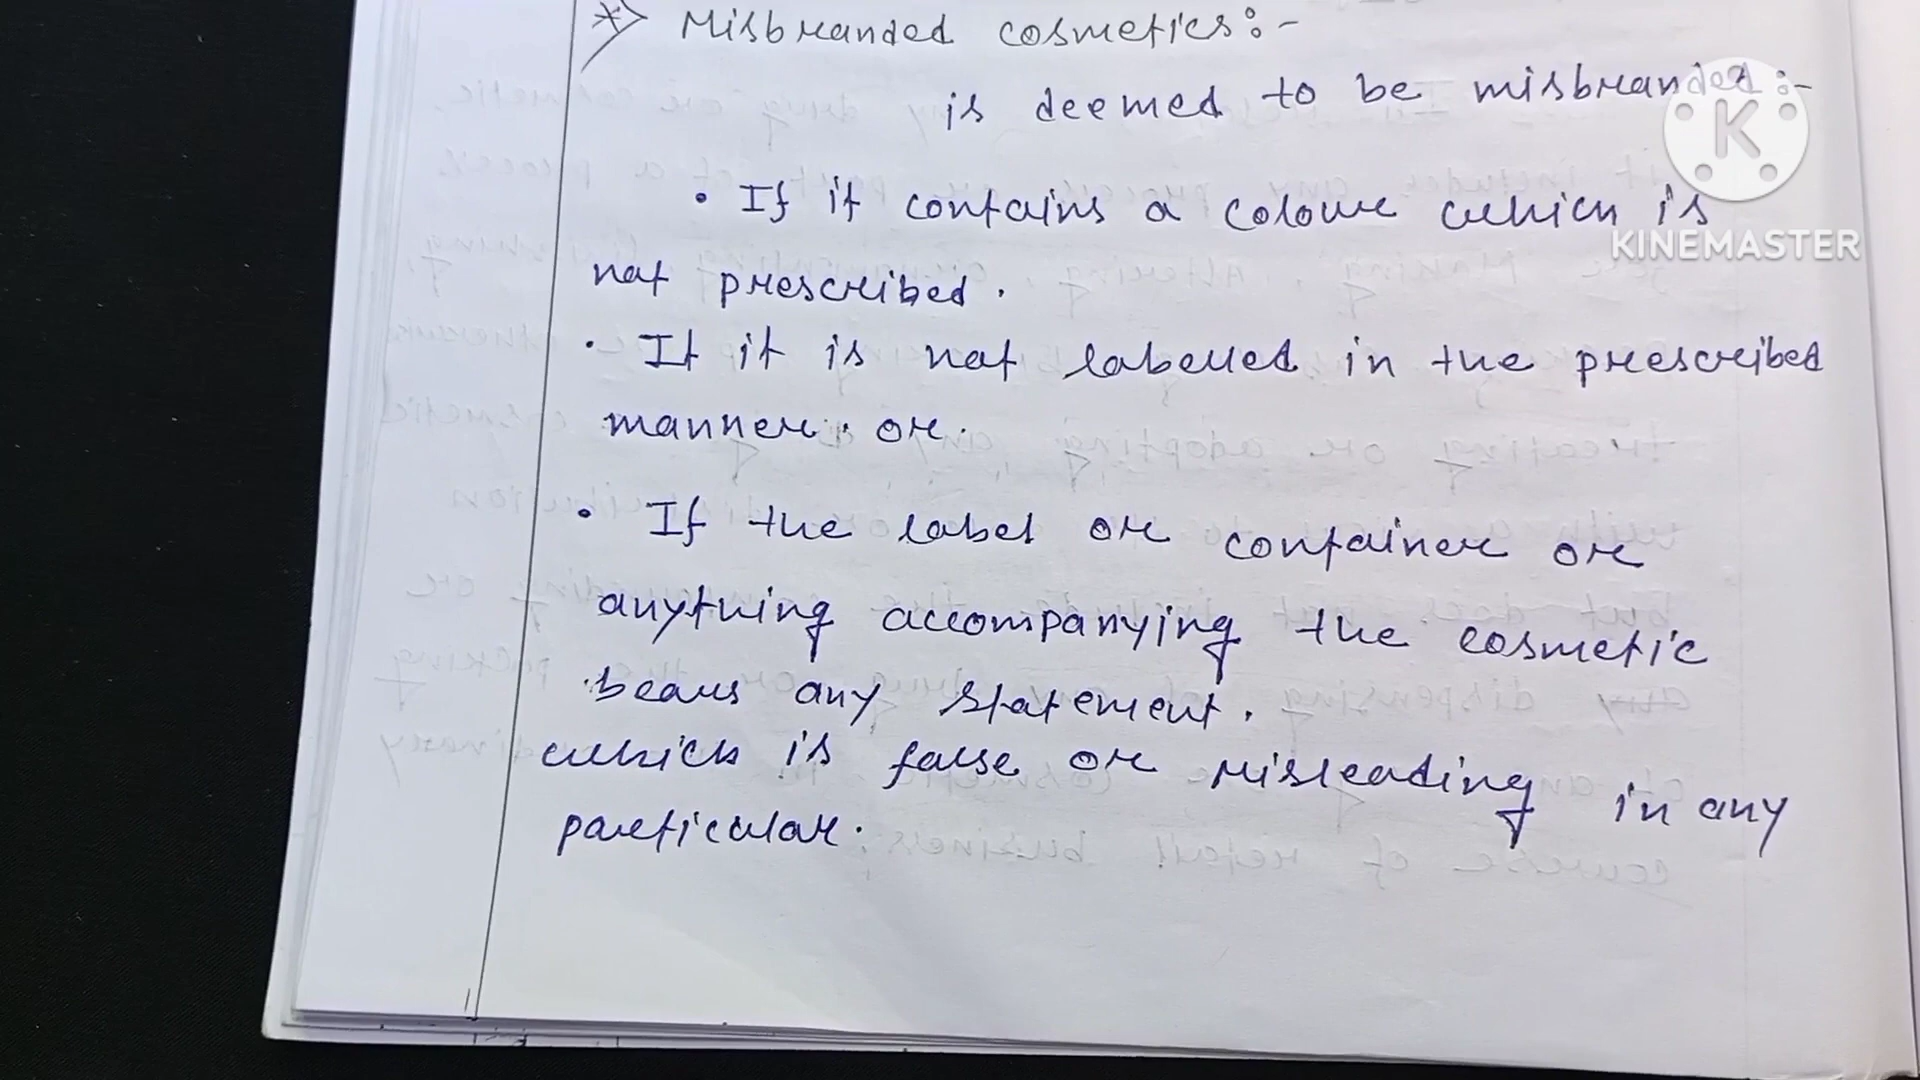 * Misbranded cosmetics:-
is deemed to be misbranded:-
• If it contains a colour which is
not prescribed.
• If it is not labelled in the prescribed
manner. or.
• If the label or container or
anything accompanying the cosmetic
bears any statement.
which is false or misleading in any
particular.
K
KINEMASTER